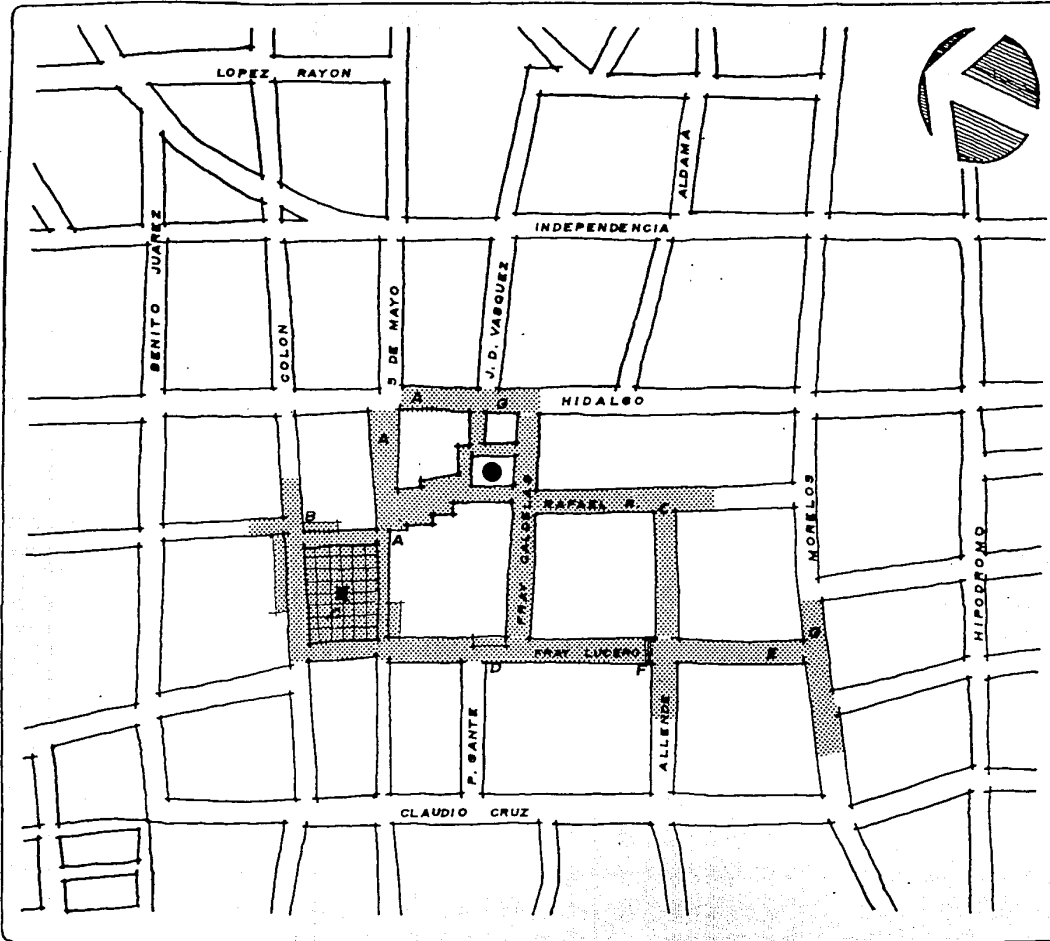 LOPEZ RAYON
ALDAMA
BENITO JUAREZ
INDEPENDENCIA
COLON
5 DE MAYO
J. D. VASQUEZ
A
G
HIDALGO
A
FRAY CALDELAS
RAFAEL R.
C
MORELOS
B
A
HIPODROMO
G
FRAY LUCERO
E
D
F
P. GANTE
ALLENDE
CLAUDIO CRUZ